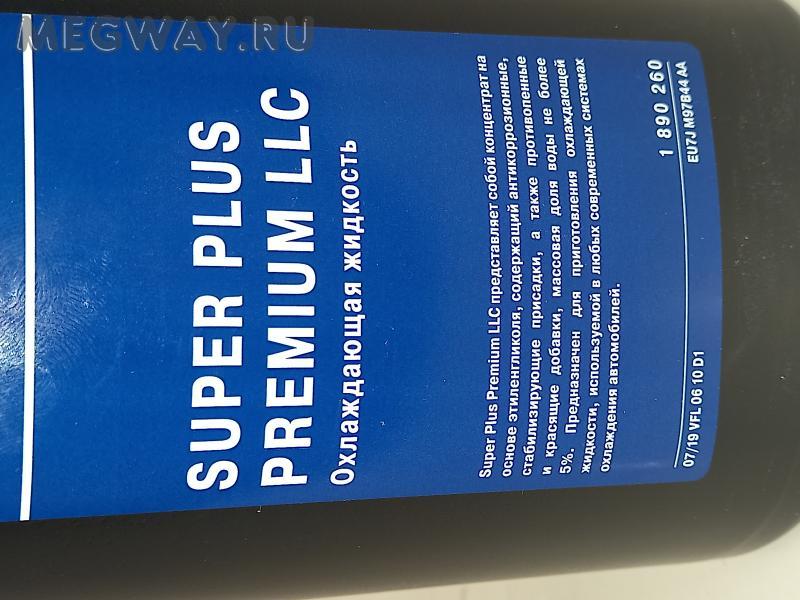 MEGWAY.RU
SUPER PLUS
PREMIUM LLC
Охлаждающая жидкость
Super Plus Premium LLC представляет собой концентрат на
основе этиленгликоля, содержащий антикоррозионные,
стабилизирующие присадки, а также противопенные
и красящие добавки, массовая доля воды не более
5%. Предназначен для приготовления охлаждающей
жидкости, используемой в любых современных системах
охлаждения автомобилей.
1 890 260
07/19 VFL 06 10 D1
EU7J M97B44 AA